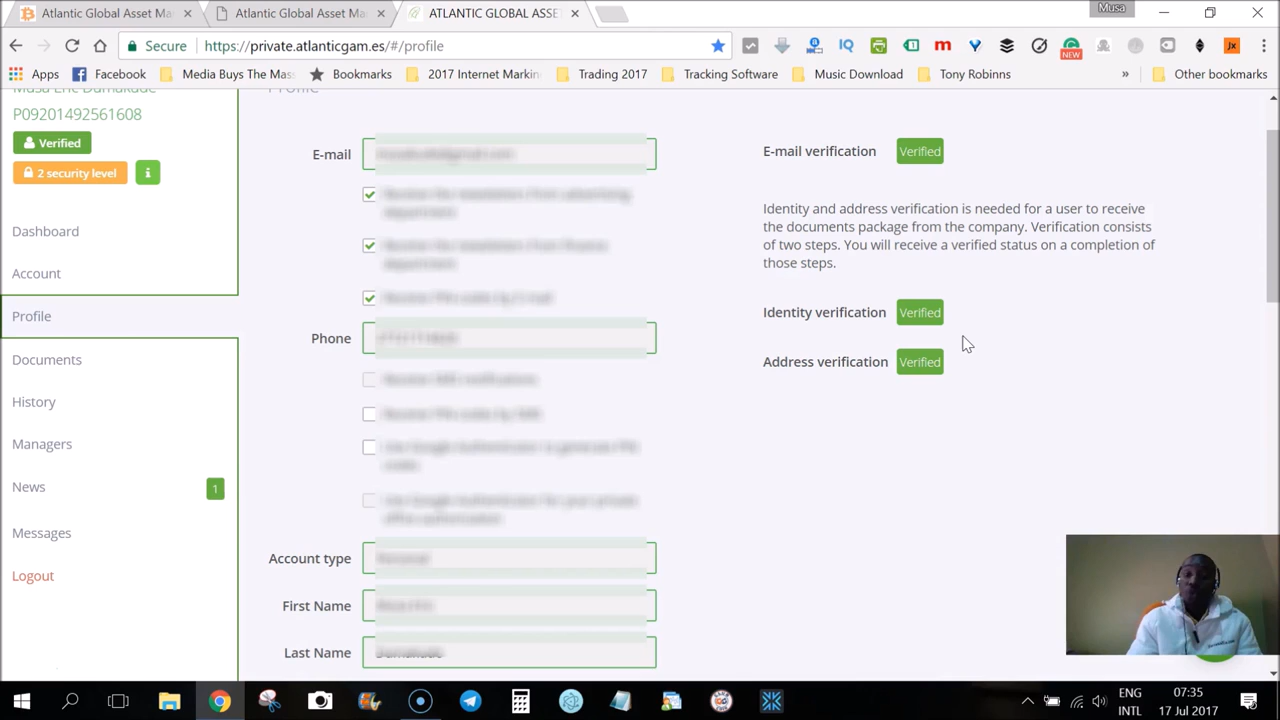 Atlantic Global Asset Ma
Atlantic Global Asset Ma
ATLANTIC GLOBAL ASSE
Musa
Secure
https://private.atlanticgam.es/#/profile
NEW
Jx
Apps
Facebook
Media Buys The Mas
Bookmarks
2017 Internet Markin
Trading 2017
Tracking Software
Music Download
Tony Robinns
»
Other bookmarks
P09201492561608
Verified
2 security level
i
Dashboard
Account
Profile
Documents
History
Managers
News
1
Messages
Logout
Profile
E-mail
Phone
Account type
First Name
Last Name
E-mail verification Verified
Identity and address verification is needed for a user to receive
the documents package from the company. Verification consists
of two steps. You will receive a verified status on a completion of
those steps.
Identity verification Verified
Address verification Verified
ENG
INTL
07:35
17 Jul 2017